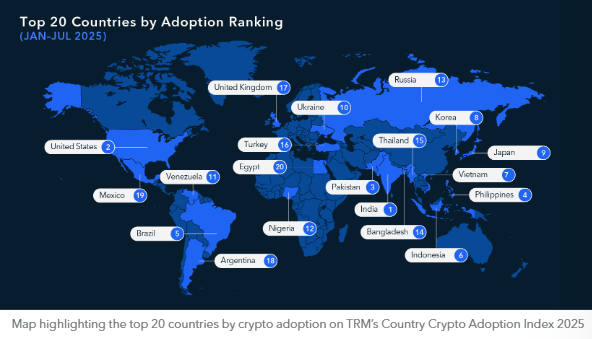 Top 20 Countries by Adoption Ranking
(JAN-JUL 2025)
Russia 13
United Kingdom 17
Ukraine 10
Korea 8
Thailand 15
United States 2
Turkey 16
Japan 9
Egypt 20
Venezuela 11
Vietnam 7
Pakistan 3
Mexico 19
Philippines 4
India 1
Nigeria 12
Bangladesh 14
Brazil 5
Indonesia 6
Argentina 18
Map highlighting the top 20 countries by crypto adoption on TRM's Country Crypto Adoption Index 2025